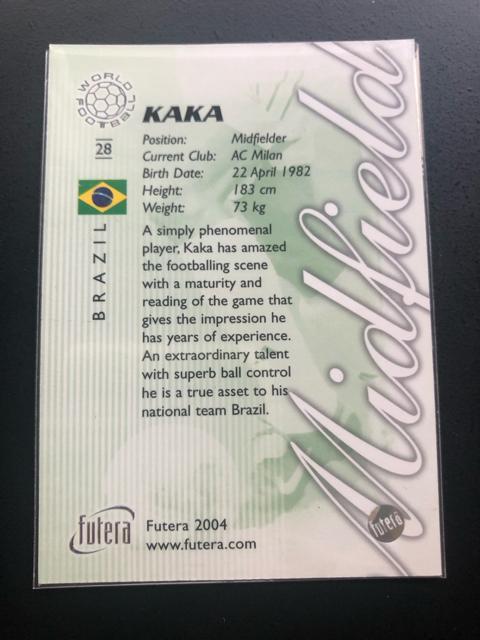 WORLD FOOTBALL
KAKA
28
Position: Midfielder
Current Club: AC Milan
Birth Date: 22 April 1982
Height: 183 cm
Weight: 73 kg
BRAZIL
A simply phenomenal
player, Kaka has amazed
the footballing scene
with a maturity and
reading of the game that
gives the impression he
has years of experience.
An extraordinary talent
with superb ball control
he is a true asset to his
national team Brazil.
Midfield
futera
Futera 2004
www.futera.com
futera